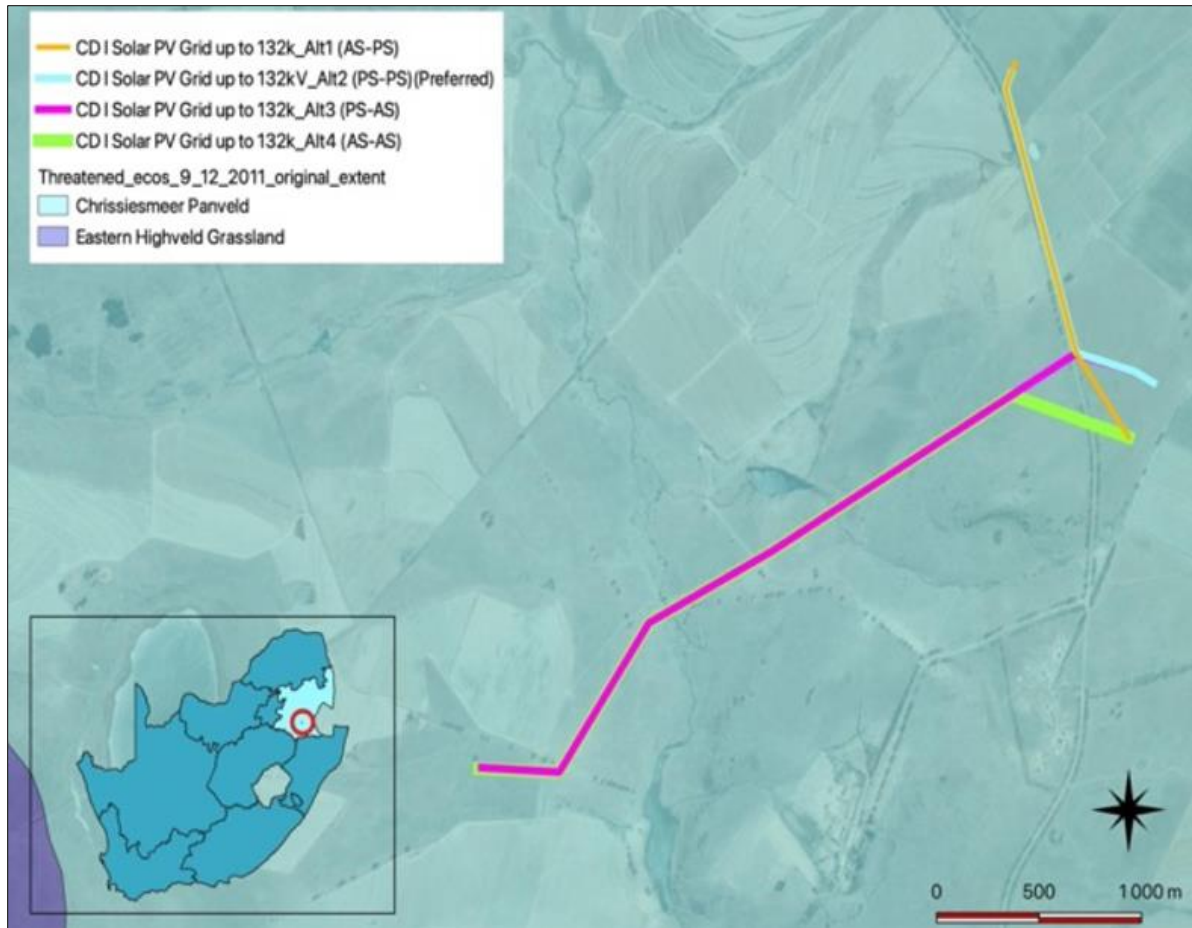 CD I Solar PV Grid up to 132k_Alt1 (AS-PS)
CD I Solar PV Grid up to 132kV_Alt2 (PS-PS)(Preferred)
CD I Solar PV Grid up to 132k_Alt3 (PS-AS)
CD I Solar PV Grid up to 132k_Alt4 (AS-AS)
Threatened_ecos_9_12_2011_original_extent
Chrissiesmeer Panveld
Eastern Highveld Grassland
0 500 1 000 m